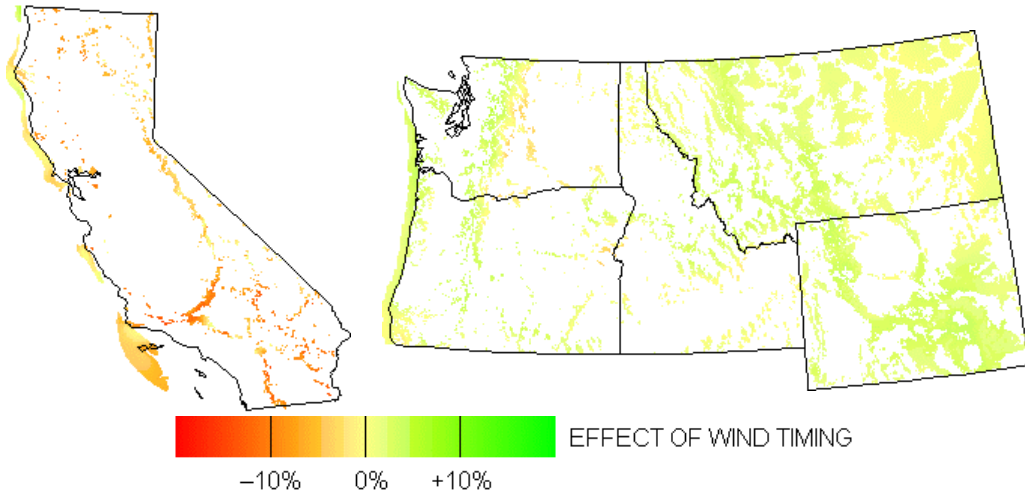 EFFECT OF WIND TIMING
–10% 0% +10%